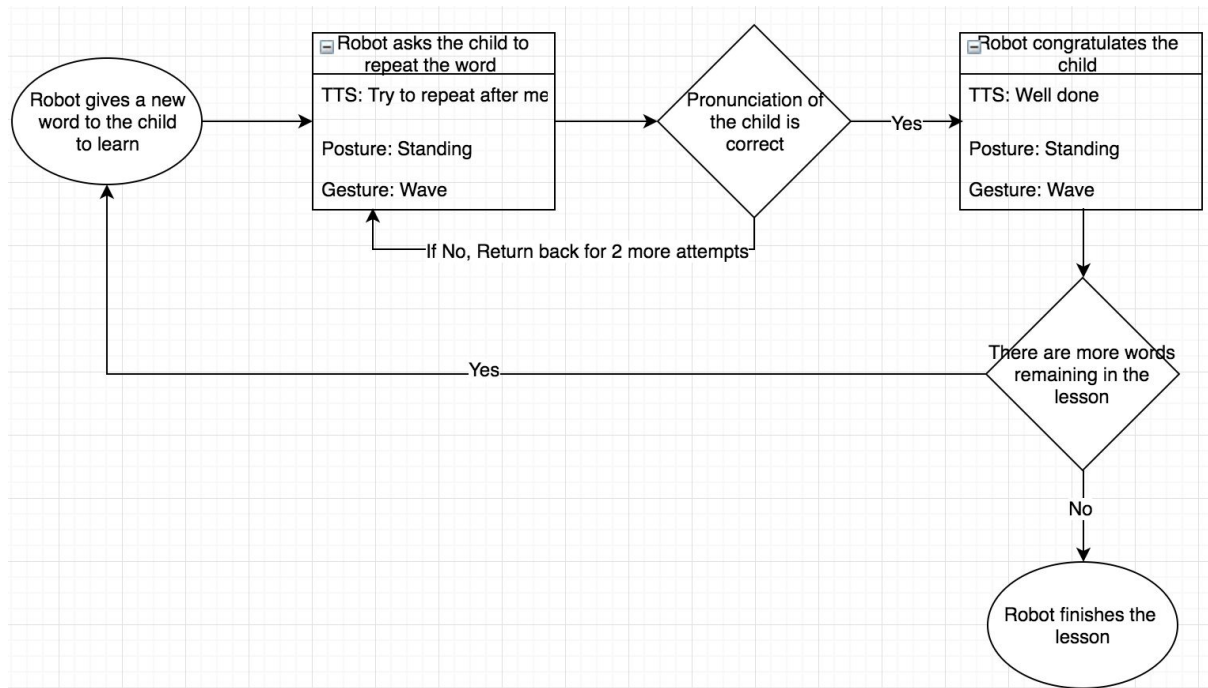 Robot gives a new
word to the child
to learn
Robot asks the child to
repeat the word
TTS: Try to repeat after me
Posture: Standing
Gesture: Wave
Pronunciation of
the child is
correct
Yes
Robot congratulates the
child
TTS: Well done
Posture: Standing
Gesture: Wave
If No, Return back for 2 more attempts
There are more words
remaining in the
lesson
Yes
No
Robot finishes the
lesson